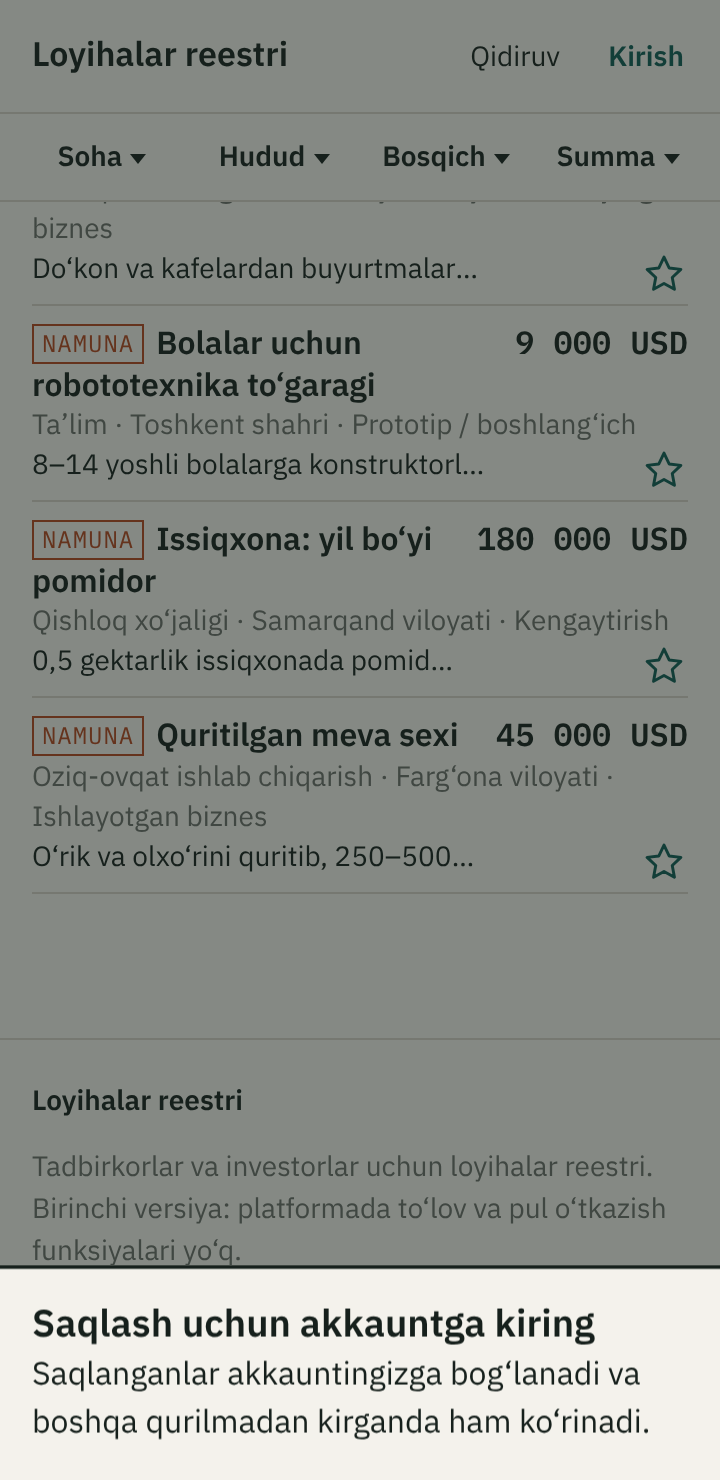 Loyihalar reestri Qidiruv Kirish
Soha Hudud Bosqich Summa
biznes
Do‘kon va kafelardan buyurtmalar...
NAMUNA Bolalar uchun 9 000 USD
robototexnika to‘garagi
Ta’lim · Toshkent shahri · Prototip / boshlang‘ich
8–14 yoshli bolalarga konstruktorl...
NAMUNA Issiqxona: yil bo‘yi 180 000 USD
pomidor
Qishloq xo‘jaligi · Samarqand viloyati · Kengaytirish
0,5 gektarlik issiqxonada pomid...
NAMUNA Quritilgan meva sexi 45 000 USD
Oziq-ovqat ishlab chiqarish · Farg‘ona viloyati ·
Ishlayotgan biznes
O‘rik va olxo‘rini quritib, 250–500...
Loyihalar reestri
Tadbirkorlar va investorlar uchun loyihalar reestri.
Birinchi versiya: platformada to‘lov va pul o‘tkazish
funksiyalari yo‘q.
Saqlash uchun akkauntga kiring
Saqlanganlar akkauntingizga bog‘lanadi va
boshqa qurilmadan kirganda ham ko‘rinadi.